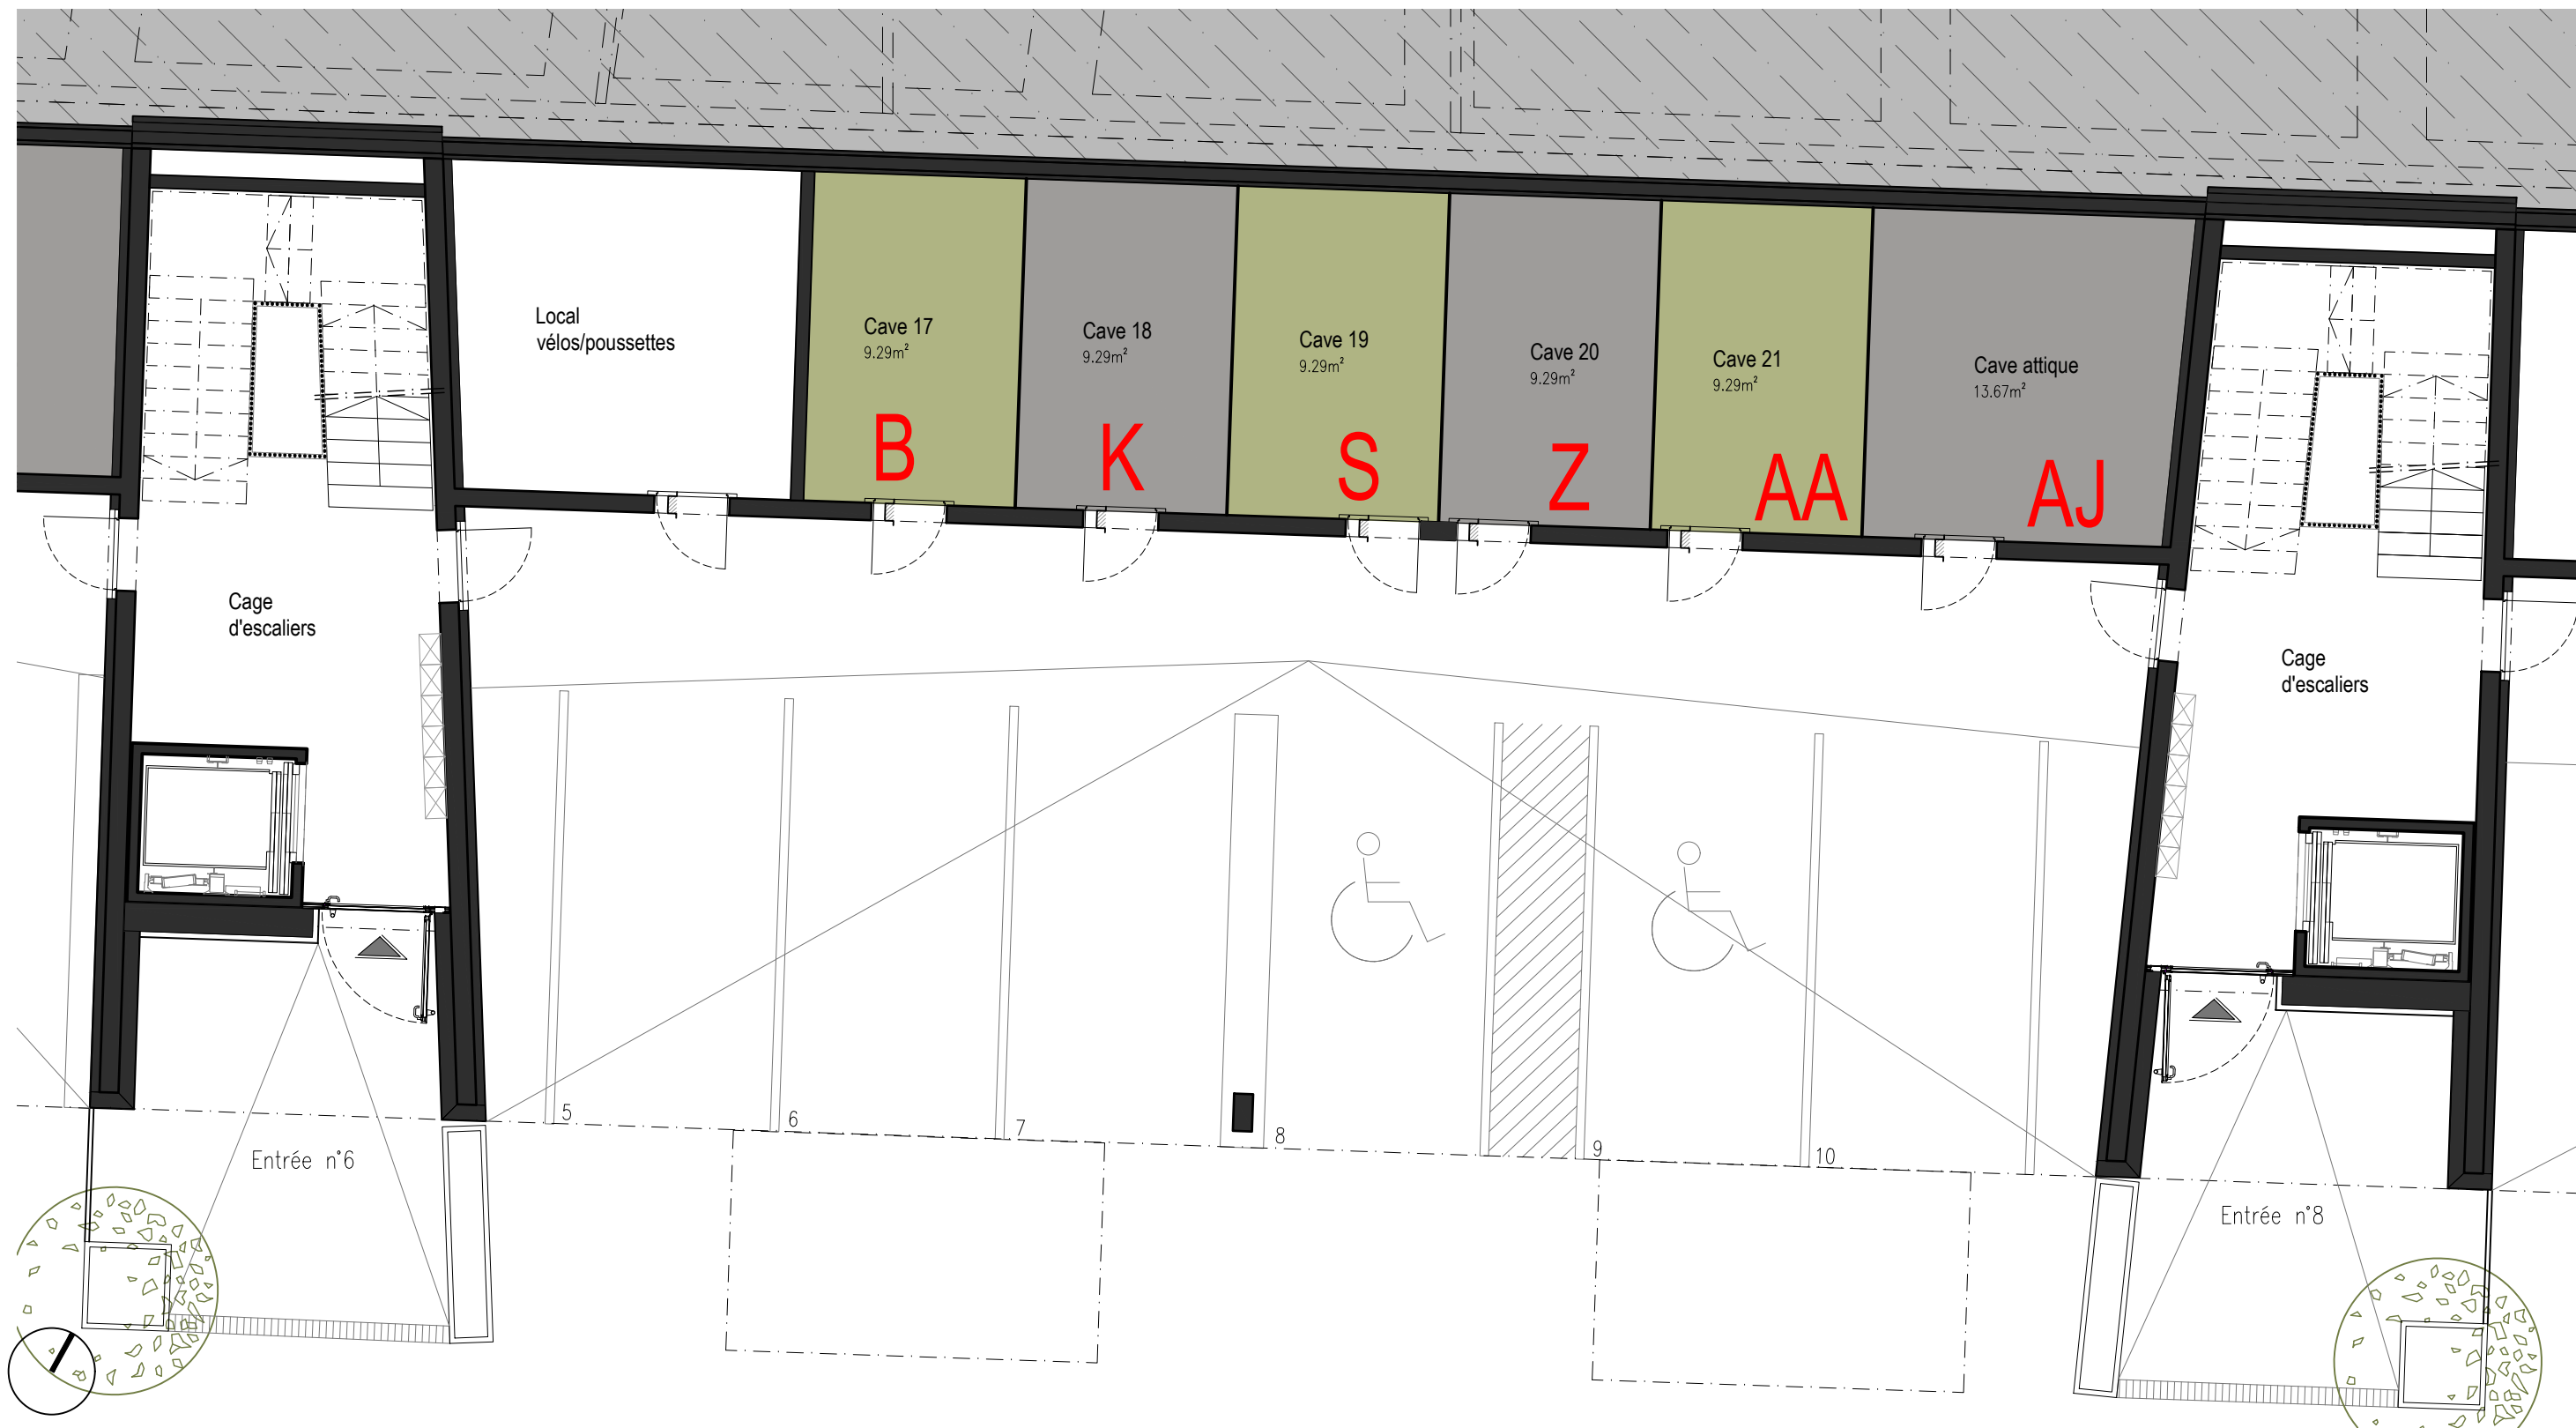 Local
vélos/poussettes
Cave 17
9.29m²
B
Cave 18
9.29m²
K
Cave 19
9.29m²
S
Cave 20
9.29m²
Z
Cave 21
9.29m²
AA
Cave attique
13.67m²
AJ
Cage
d'escaliers
Cage
d'escaliers
5
6
7
8
9
10
Entrée n°6
Entrée n°8